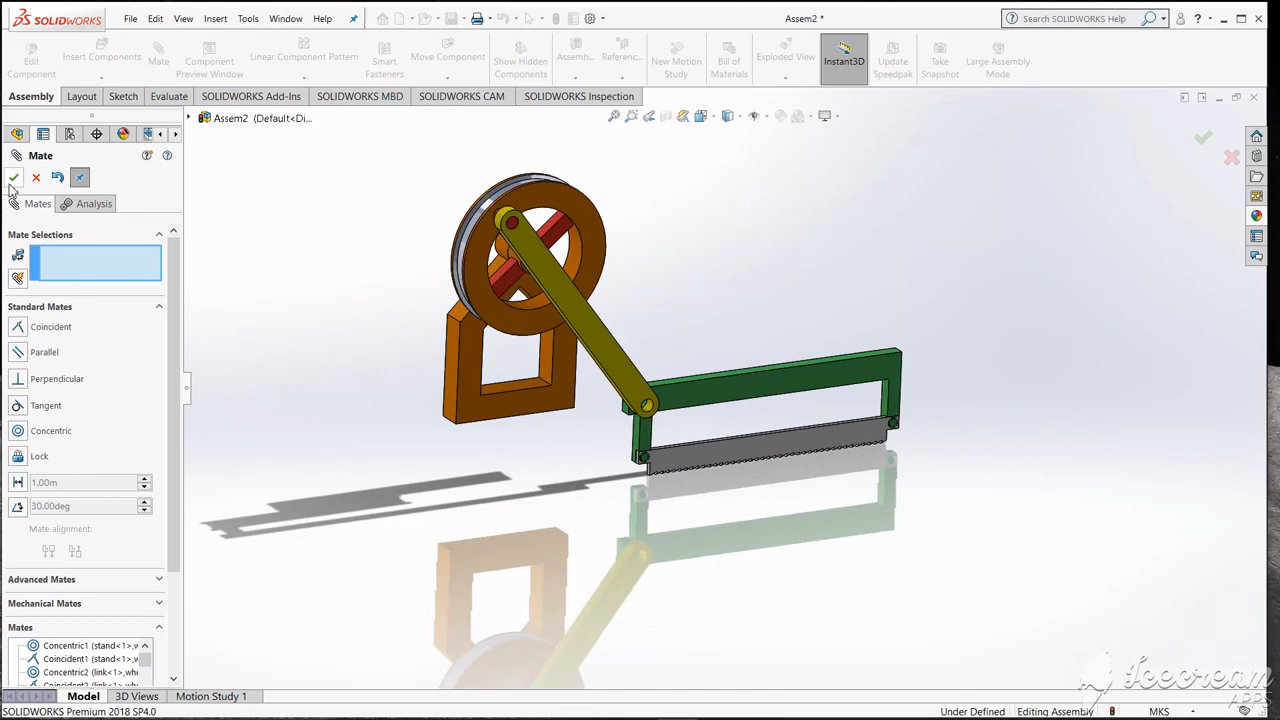 SOLIDWORKS
File Edit View Insert Tools Window Help
Assem2 *
Search SOLIDWORKS Help
Edit Component
Insert Components
Mate
Component Preview Window
Linear Component Pattern
Smart Fasteners
Move Component
Show Hidden Components
Assemb...
Referenc...
New Motion Study
Bill of Materials
Exploded View
Instant3D
Update Speedpak
Take Snapshot
Large Assembly Mode
Assembly Layout Sketch Evaluate SOLIDWORKS Add-Ins SOLIDWORKS MBD SOLIDWORKS CAM SOLIDWORKS Inspection
Assem2 (Default<Di...
Mate
Mates Analysis
Mate Selections
Standard Mates
Coincident
Parallel
Perpendicular
Tangent
Concentric
Lock
1.00m
30.00deg
Mate alignment:
Advanced Mates
Mechanical Mates
Mates
Concentric1 (stand<1>,w
Coincident1 (stand<1>,w
Concentric2 (link<1>,whe
Model 3D Views Motion Study 1
SOLIDWORKS Premium 2018 SP4.0
Under Defined Editing Assembly MKS
Icecream
APPS